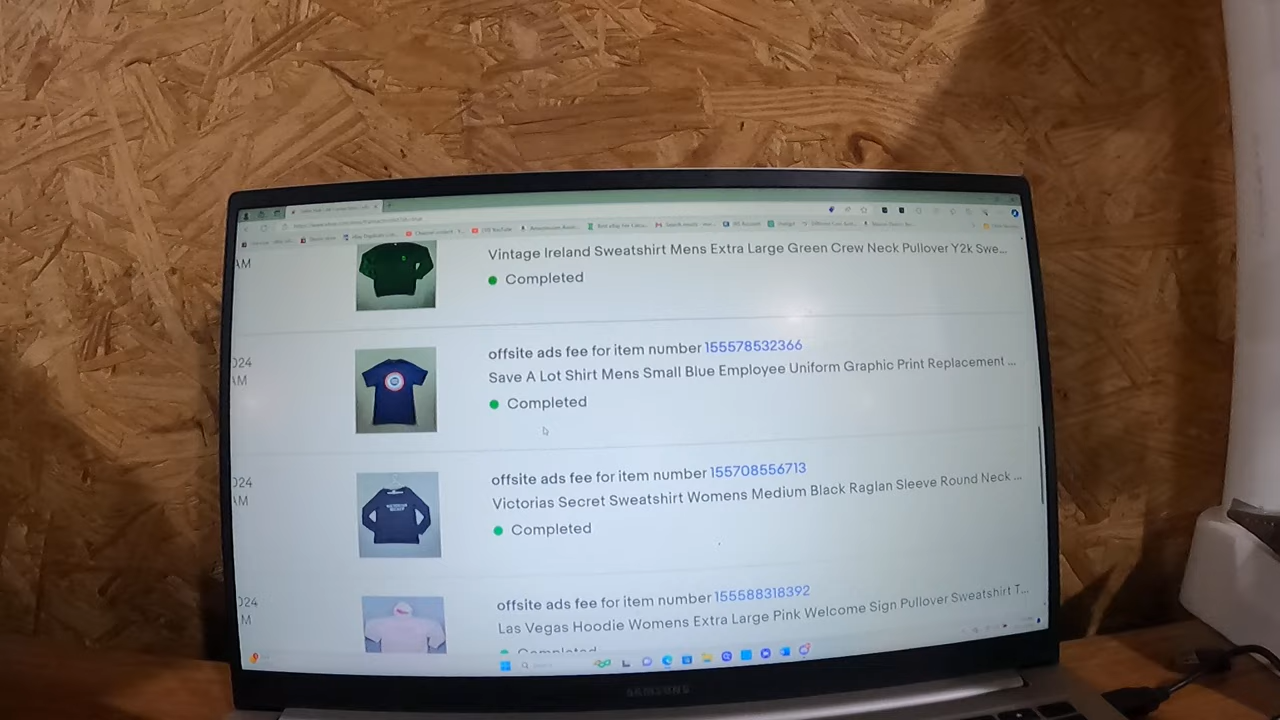 Vintage Ireland Sweatshirt Mens Extra Large Green Crew Neck Pullover Y2k Swe...
AM
Completed
024
offsite ads fee for item number 155578532366
AM
Save A Lot Shirt Mens Small Blue Employee Uniform Graphic Print Replacement ...
Completed
024
offsite ads fee for item number 155708556713
AM
Victorias Secret Sweatshirt Womens Medium Black Raglan Sleeve Round Neck ...
Completed
024
offsite ads fee for item number 155588318392
M
Las Vegas Hoodie Womens Extra Large Pink Welcome Sign Pullover Sweatshirt T...
Completed
SAMSUNG